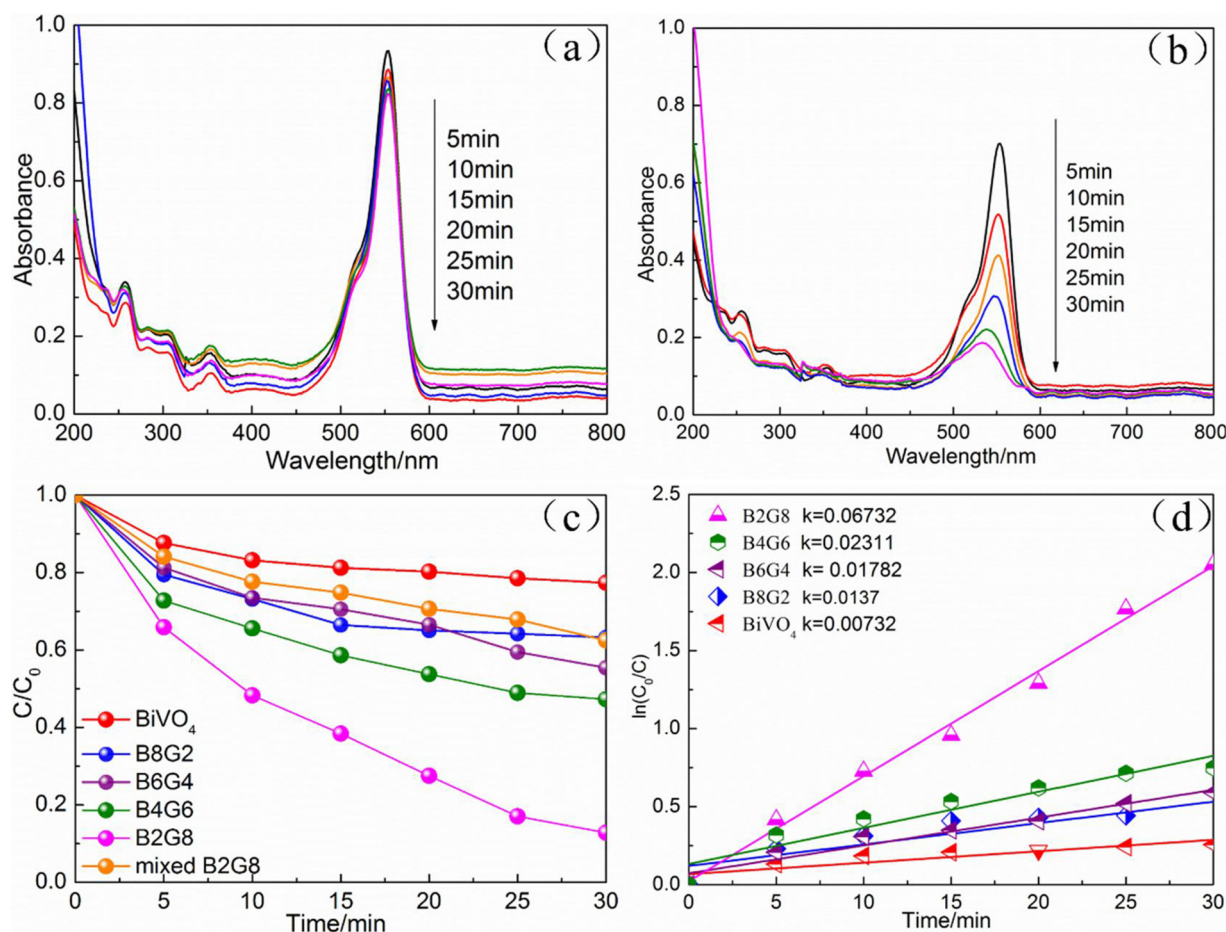 (a)
1.0
0.8
0.6
0.4
0.2
0.0
Absorbance
5min
10min
15min
20min
25min
30min
200 300 400 500 600 700 800
Wavelength/nm
(b)
1.0
0.8
0.6
0.4
0.2
0.0
Absorbance
5min
10min
15min
20min
25min
30min
200 300 400 500 600 700 800
Wavelength/nm
(c)
1.0
0.8
0.6
0.4
0.2
0.0
C/C₀
BiVO₄
B8G2
B6G4
B4G6
B2G8
mixed B2G8
0 5 10 15 20 25 30
Time/min
(d)
2.5
2.0
1.5
1.0
0.5
0.0
ln(C₀/C)
B2G8 k=0.06732
B4G6 k=0.02311
B6G4 k= 0.01782
B8G2 k=0.0137
BiVO₄ k=0.00732
0 5 10 15 20 25 30
Time/min